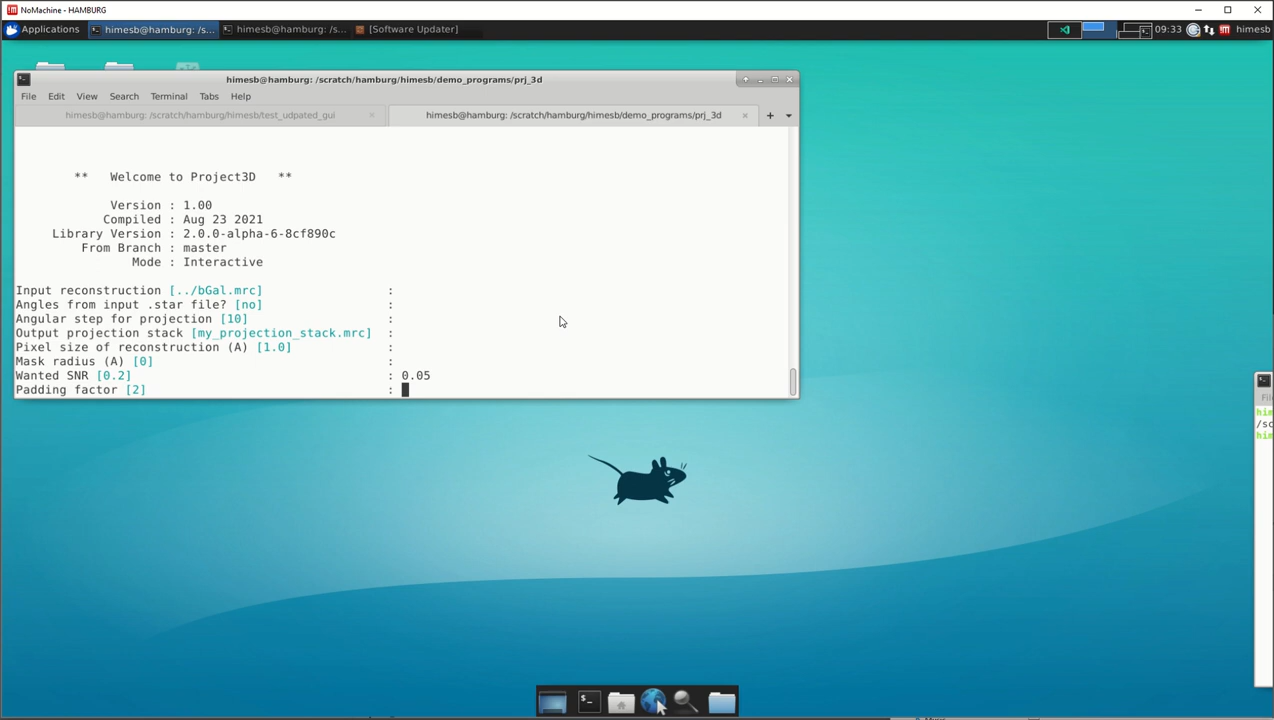 NoMachine - HAMBURG
Applications
himesb@hamburg: /s...
himesb@hamburg: /s...
[Software Updater]
09:33
himesb
himesb@hamburg: /scratch/hamburg/himesb/demo_programs/prj_3d
File Edit View Search Terminal Tabs Help
himesb@hamburg: /scratch/hamburg/himesb/test_udpated_gui
himesb@hamburg: /scratch/hamburg/himesb/demo_programs/prj_3d
** Welcome to Project3D **
Version : 1.00
Compiled : Aug 23 2021
Library Version : 2.0.0-alpha-6-8cf890c
From Branch : master
Mode : Interactive
Input reconstruction [../bGal.mrc] :
Angles from input .star file? [no] :
Angular step for projection [10] :
Output projection stack [my_projection_stack.mrc] :
Pixel size of reconstruction (A) [1.0] :
Mask radius (A) [0] :
Wanted SNR [0.2] : 0.05
Padding factor [2] :
him
/sc
him